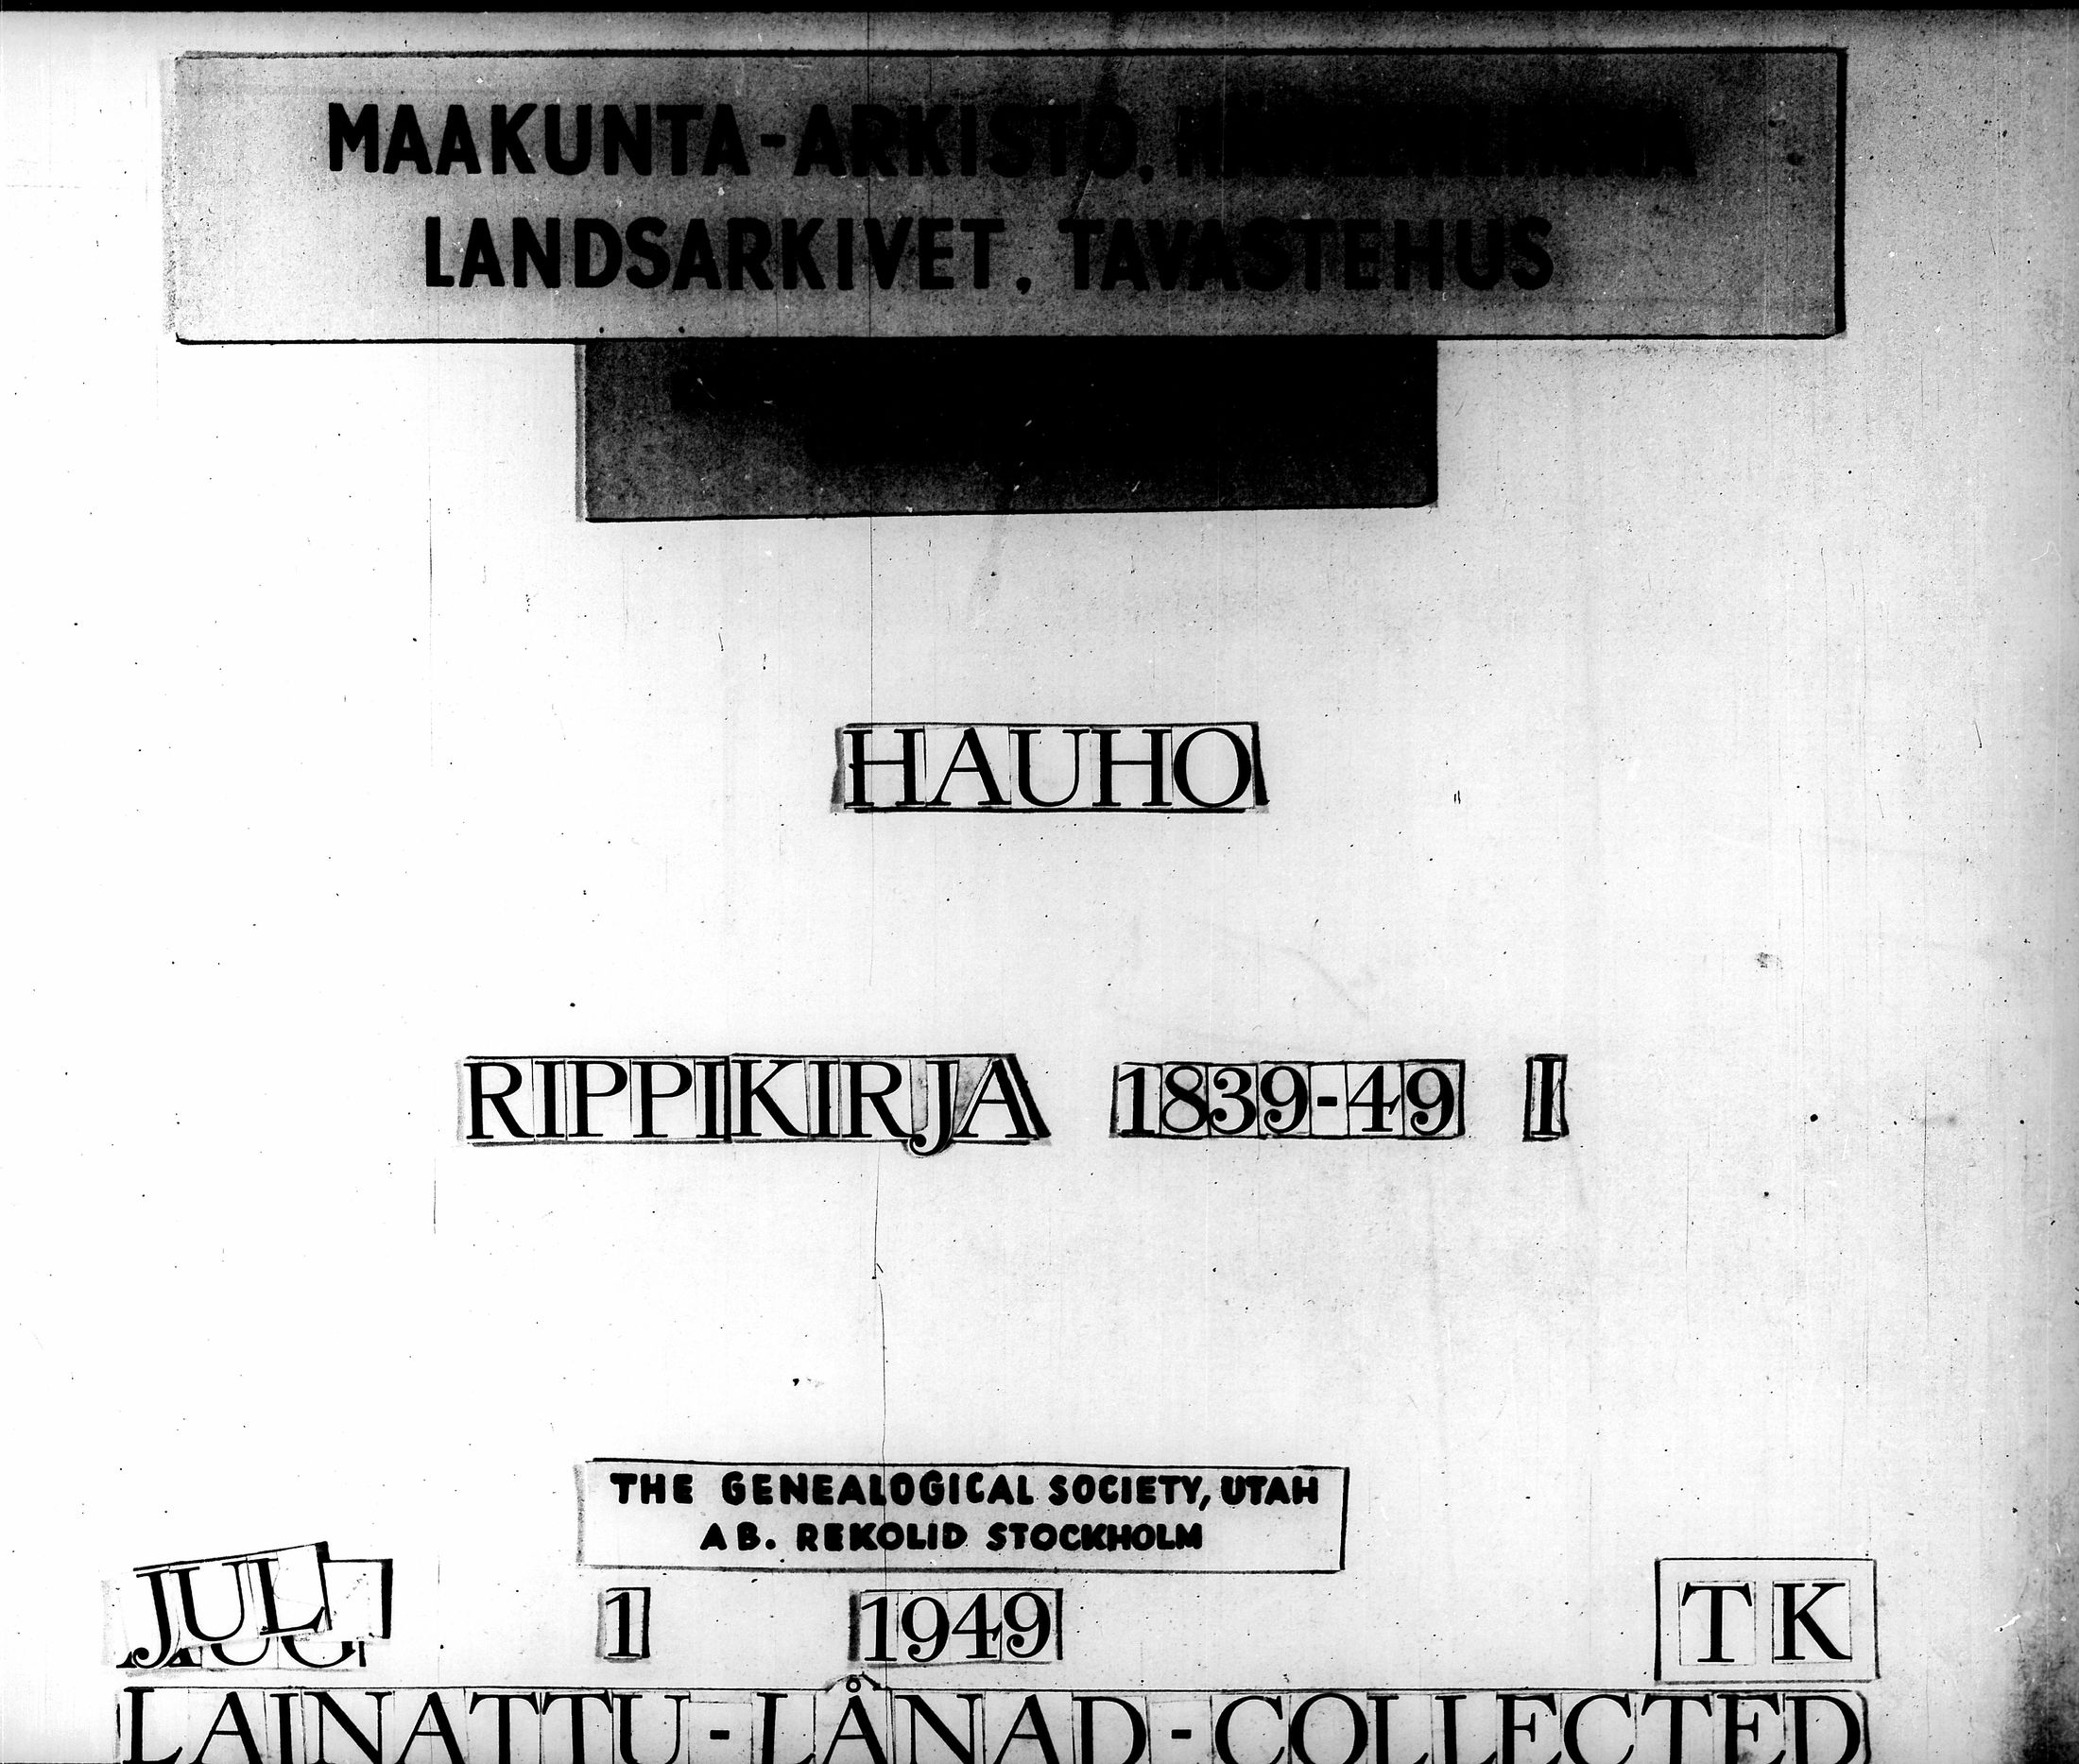 MAAKUNTA-ARKISTO, HÄMEENLINNA
LANDSARKIVET, TAVASTEHUS
HAUHO
RIPPIKIRJA 1839-49 I
THE GENEALOGICAL SOCIETY, UTAH
AB. REKOLID STOCKHOLM
JUL 1 1949 TK
LAINATTU-LÅNAD-COLLECTED